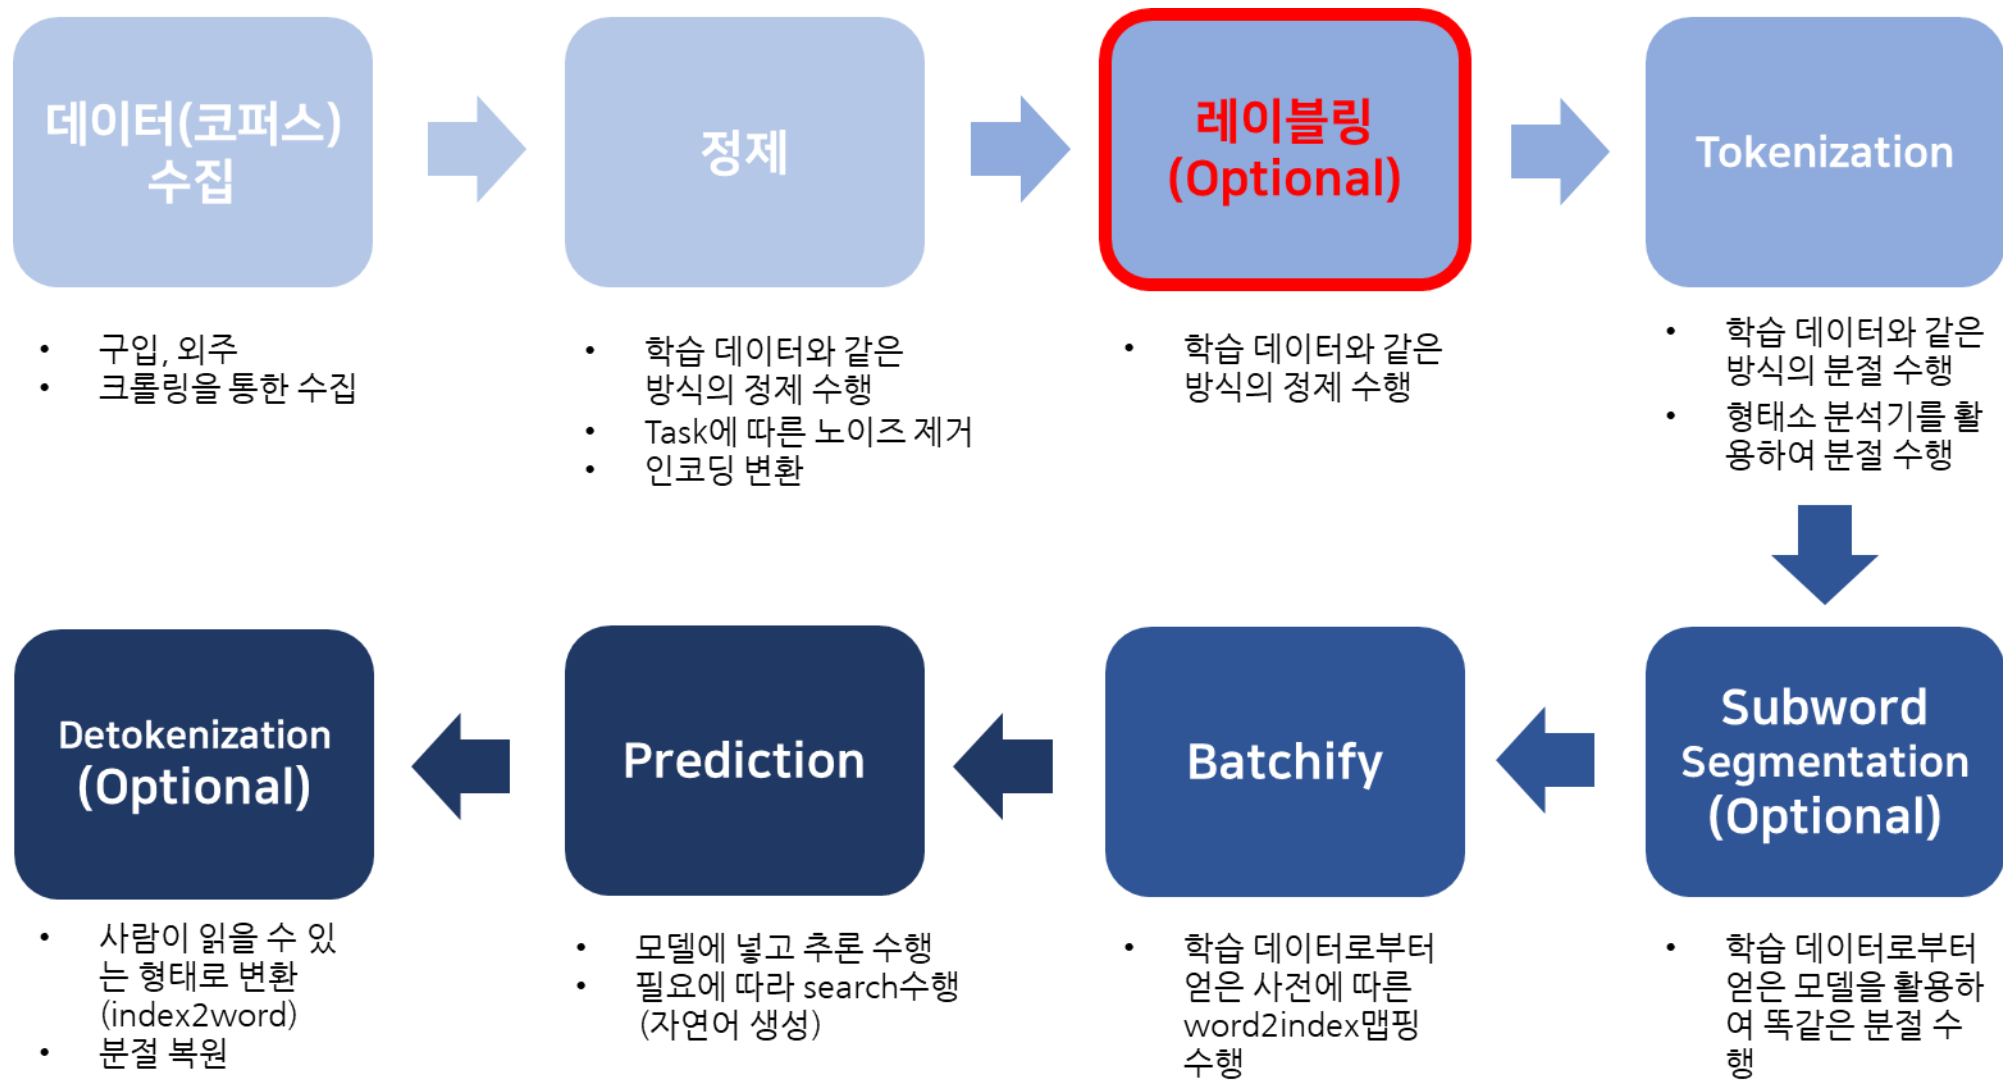 데이터(코퍼스)
수집
정제
레이블링
(Optional)
Tokenization
• 구입, 외주
• 크롤링을 통한 수집
• 학습 데이터와 같은
방식의 정제 수행
• Task에 따른 노이즈 제거
• 인코딩 변환
• 학습 데이터와 같은
방식의 정제 수행
• 학습 데이터와 같은
방식의 분절 수행
• 형태소 분석기를 활
용하여 분절 수행
Detokenization
(Optional)
Prediction
Batchify
Subword
Segmentation
(Optional)
• 사람이 읽을 수 있
는 형태로 변환
(index2word)
• 분절 복원
• 모델에 넣고 추론 수행
• 필요에 따라 search수행
(자연어 생성)
• 학습 데이터로부터
얻은 사전에 따른
word2index맵핑
수행
• 학습 데이터로부터
얻은 모델을 활용하
여 똑같은 분절 수
행